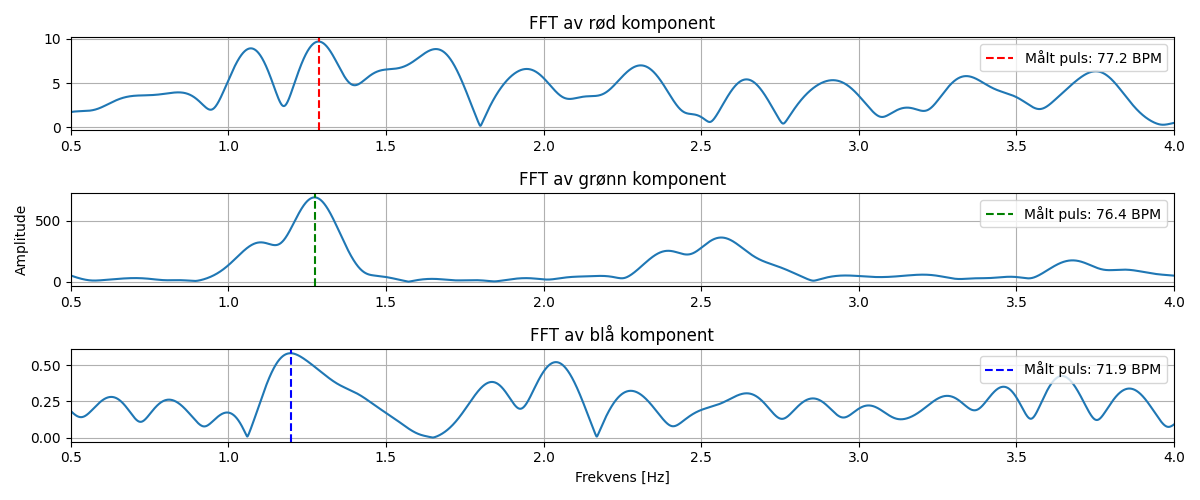 FFT av rød komponent
10
5
0
Målt puls: 77.2 BPM
0.5 1.0 1.5 2.0 2.5 3.0 3.5 4.0
FFT av grønn komponent
500
0
Målt puls: 76.4 BPM
Amplitude
0.5 1.0 1.5 2.0 2.5 3.0 3.5 4.0
FFT av blå komponent
0.50
0.25
0.00
Målt puls: 71.9 BPM
0.5 1.0 1.5 2.0 2.5 3.0 3.5 4.0
Frekvens [Hz]